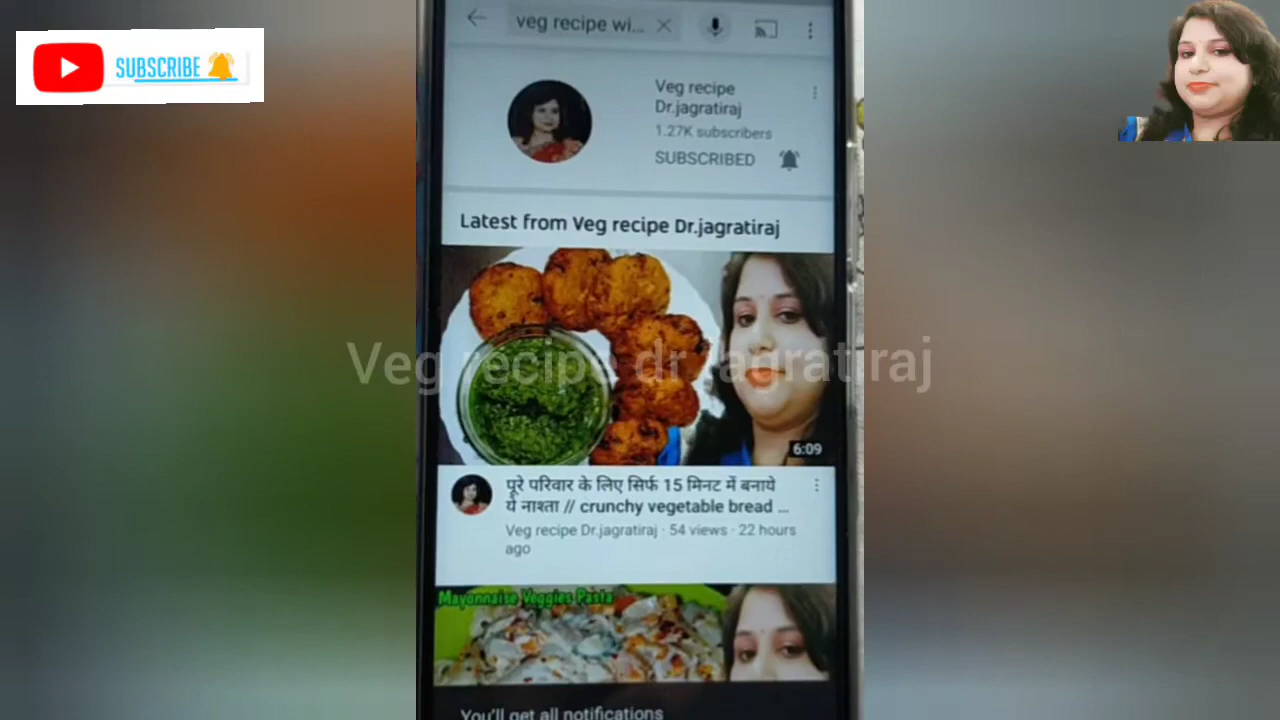 SUBSCRIBE
veg recipe wi...
Veg recipe
Dr.jagratiraj
1.27K subscribers
SUBSCRIBED
Latest from Veg recipe Dr.jagratiraj
Veg recipe dr jagrati raj
6:09
पूरे परिवार के लिए सिर्फ 15 मिनट में बनाये
ये नाश्ता // crunchy vegetable bread ...
Veg recipe Dr.jagratiraj · 54 views · 22 hours
ago
Mayonnaise Veggies Pasta
You'll get all notifications